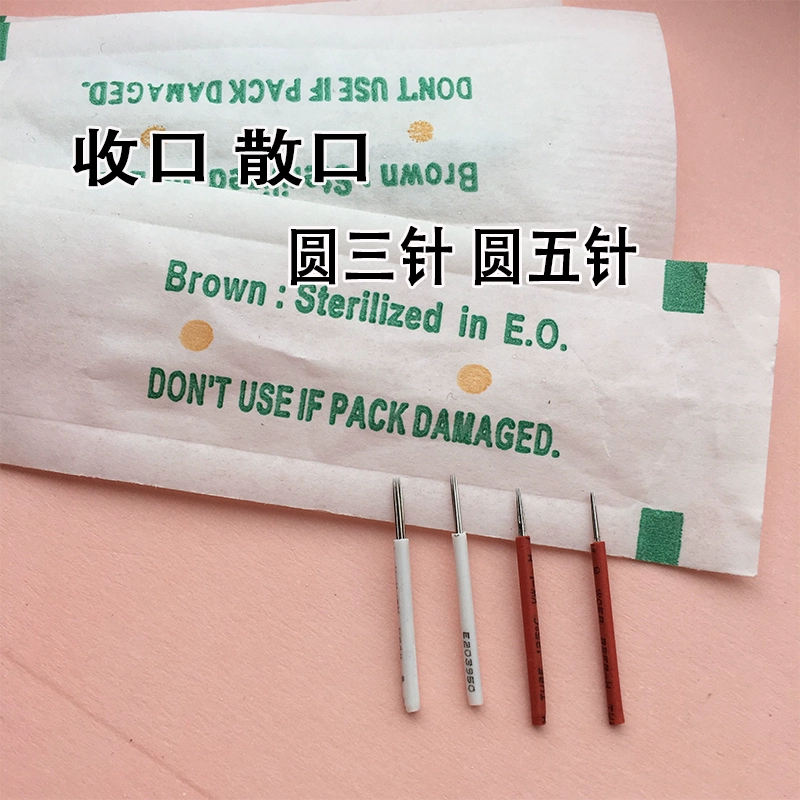 DON'T USE IF PACK DAMAGED.
收口 散口
Brown :
圆三针 圆五针
Brown : Sterilized in E.O.
DON'T USE IF PACK DAMAGED.
E203950